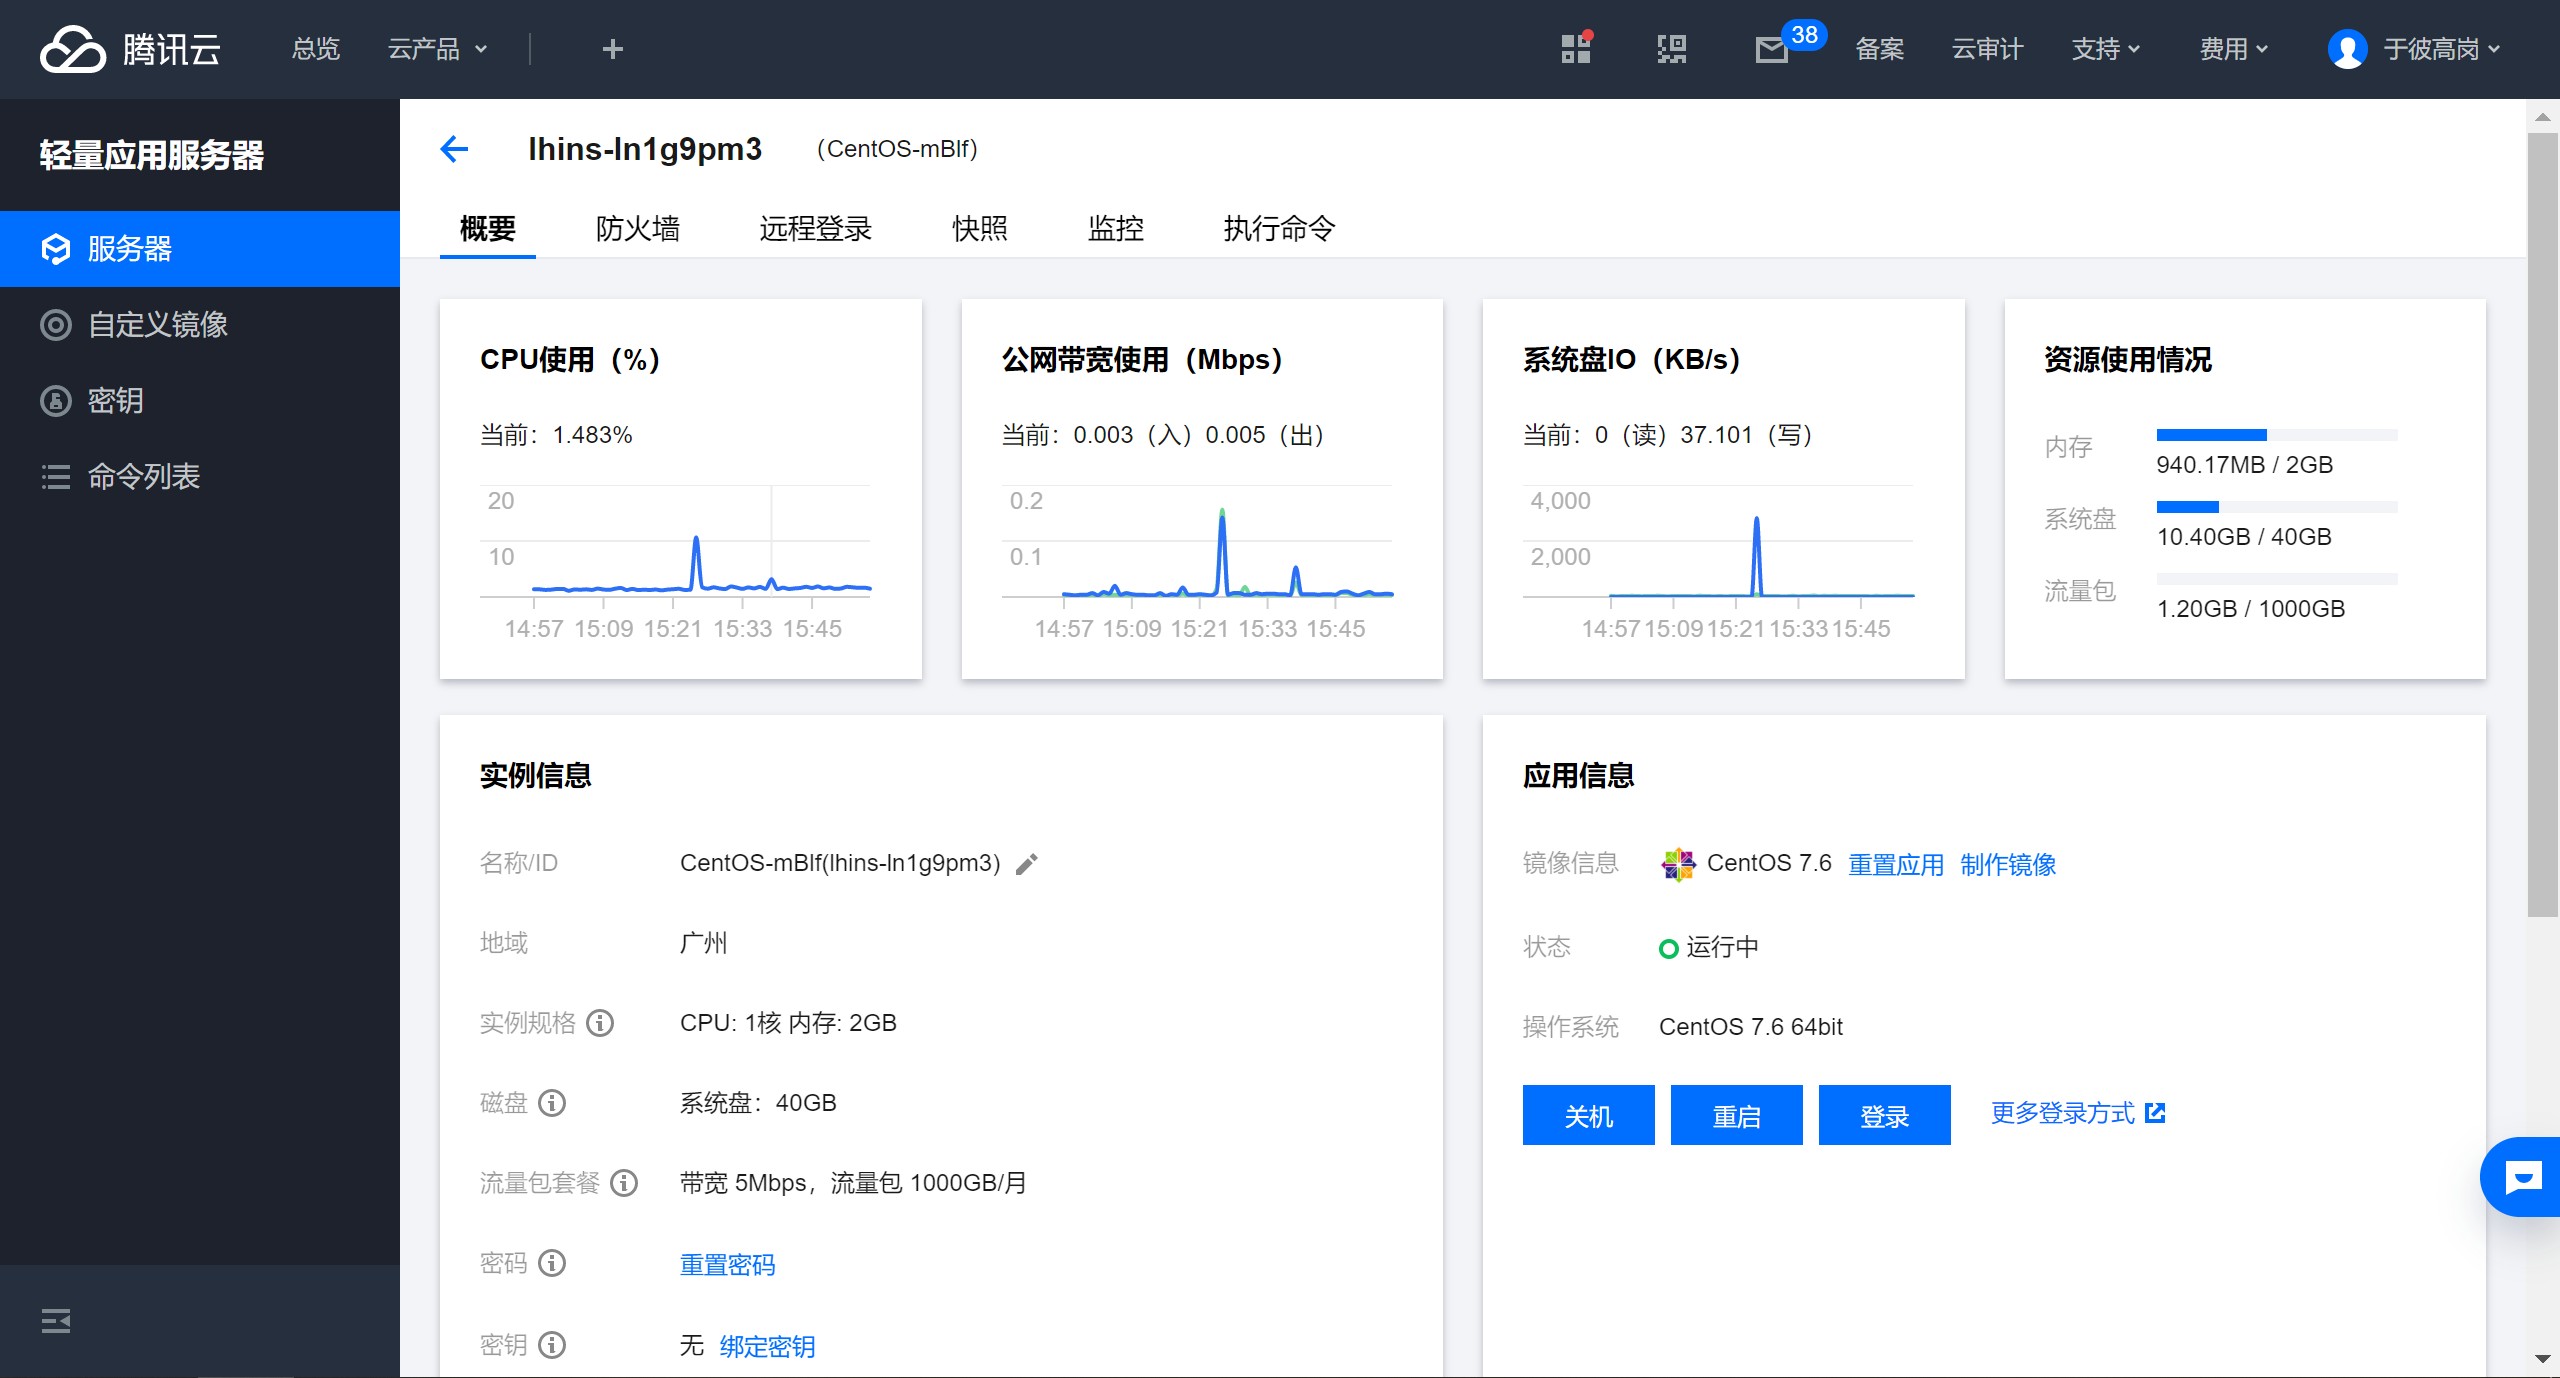 腾讯云 总览 云产品 38 备案 云审计 支持 费用 于彼高岗
轻量应用服务器
服务器
自定义镜像
密钥
命令列表
lhins-ln1g9pm3 （CentOS-mBlf）
概要 防火墙 远程登录 快照 监控 执行命令
CPU使用（%）
当前：1.483%
20
10
14:57 15:09 15:21 15:33 15:45
公网带宽使用（Mbps）
当前：0.003（入）0.005（出）
0.2
0.1
14:57 15:09 15:21 15:33 15:45
系统盘IO（KB/s）
当前：0（读）37.101（写）
4,000
2,000
14:57 15:09 15:21 15:33 15:45
资源使用情况
内存
940.17MB / 2GB
系统盘
10.40GB / 40GB
流量包
1.20GB / 1000GB
实例信息
名称/ID CentOS-mBlf(lhins-ln1g9pm3)
地域 广州
实例规格 CPU: 1核 内存: 2GB
磁盘 系统盘：40GB
流量包套餐 带宽 5Mbps，流量包 1000GB/月
密码 重置密码
密钥 无 绑定密钥
应用信息
镜像信息 CentOS 7.6 重置应用 制作镜像
状态 运行中
操作系统 CentOS 7.6 64bit
关机 重启 登录 更多登录方式